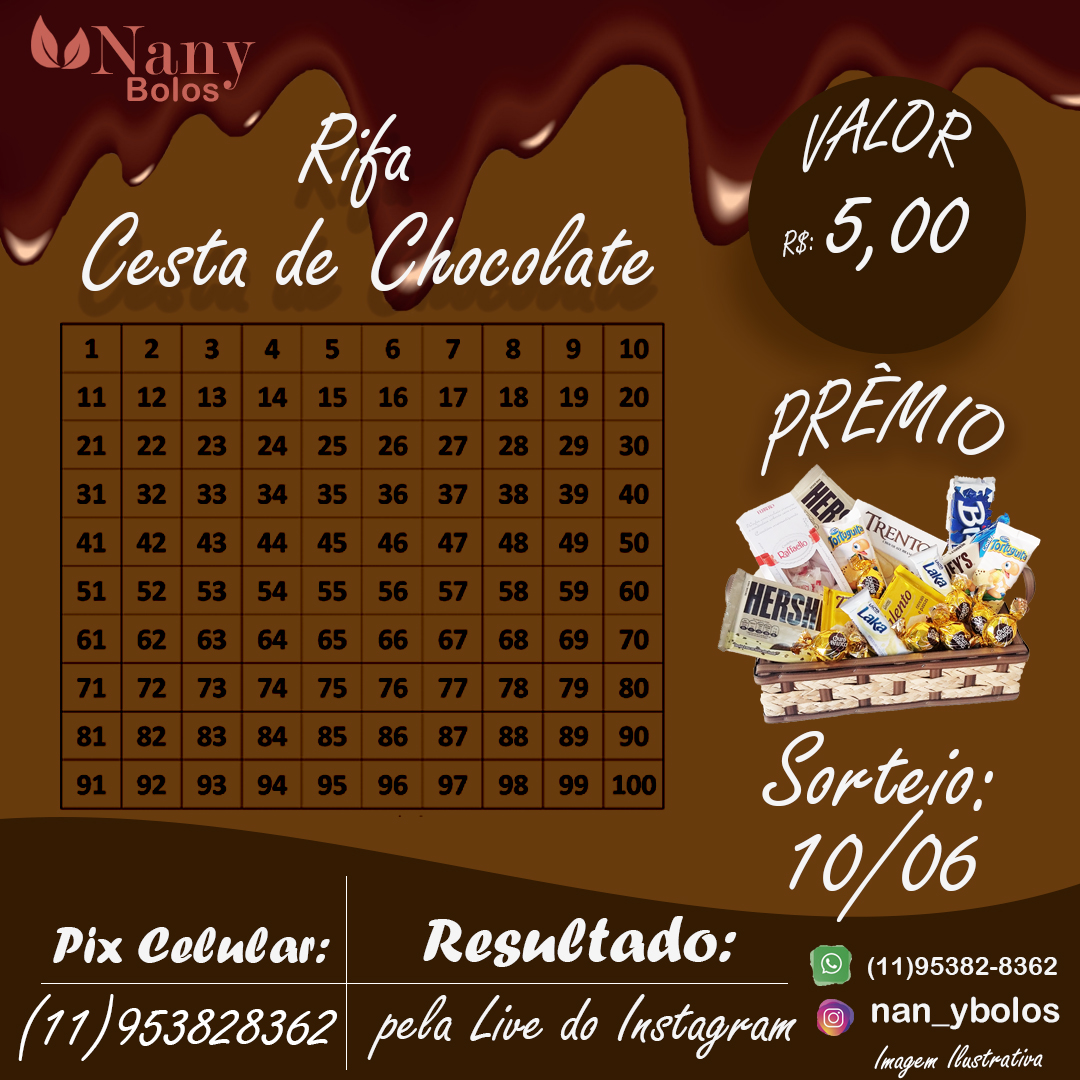 Nany
Bolos
Rifa
Cesta de Chocolate
VALOR
R$: 5,00
1 2 3 4 5 6 7 8 9 10
11 12 13 14 15 16 17 18 19 20
21 22 23 24 25 26 27 28 29 30
31 32 33 34 35 36 37 38 39 40
41 42 43 44 45 46 47 48 49 50
51 52 53 54 55 56 57 58 59 60
61 62 63 64 65 66 67 68 69 70
71 72 73 74 75 76 77 78 79 80
81 82 83 84 85 86 87 88 89 90
91 92 93 94 95 96 97 98 99 100
PRÊMIO
HERS
Raffaello
TRENTO
Tortuguita
Laka
EY'S
Tortuguita
HERSH
Laka
lento
Sorteio:
10/06
Pix Celular:
(11)953828362
Resultado:
pela Live do Instagram
(11)95382-8362
nan_ybolos
Imagem Ilustrativa